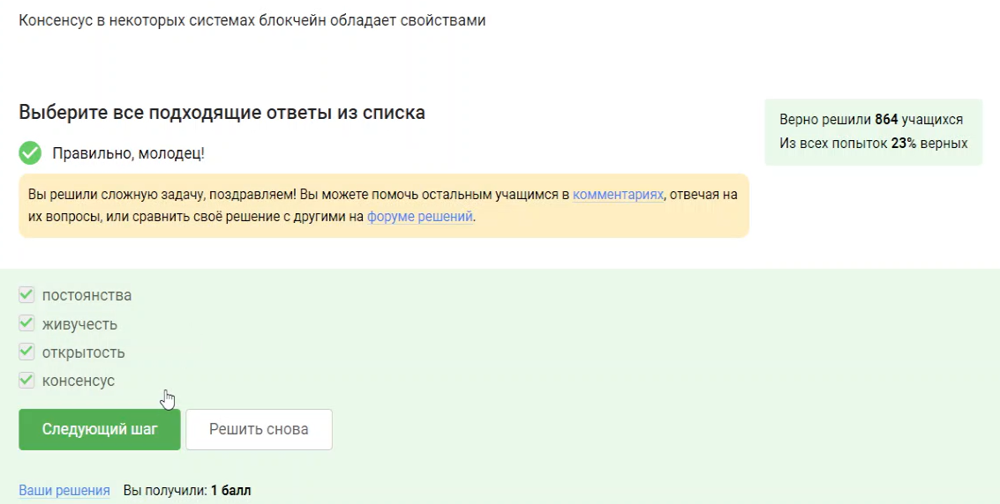 Консенсус в некоторых системах блокчейн обладает свойствами
Выберите все подходящие ответы из списка
Правильно, молодец!
Вы решили сложную задачу, поздравляем! Вы можете помочь остальным учащимся в комментариях, отвечая на
их вопросы, или сравнить своё решение с другими на форуме решений.
Верно решили 864 учащихся
Из всех попыток 23% верных
постоянства
живучесть
открытость
консенсус
Следующий шаг
Решить снова
Ваши решения
Вы получили: 1 балл